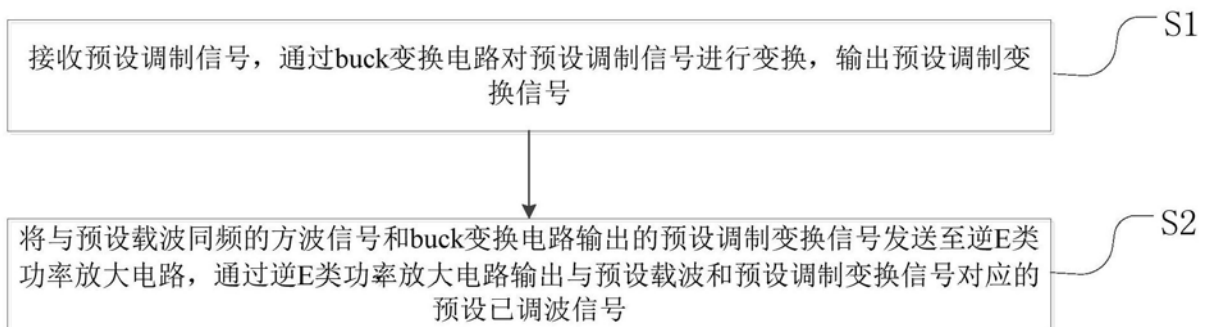 S1
接收预设调制信号，通过buck变换电路对预设调制信号进行变换，输出预设调制变
换信号
S2
将与预设载波同频的方波信号和buck变换电路输出的预设调制变换信号发送至逆E类
功率放大电路，通过逆E类功率放大电路输出与预设载波和预设调制变换信号对应的
预设已调波信号